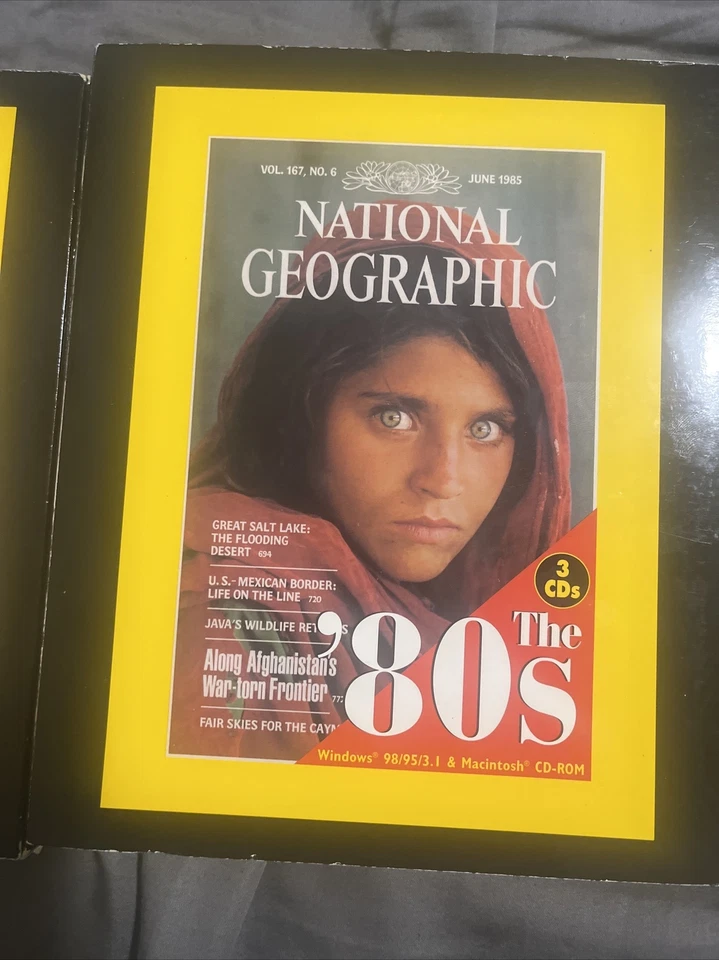 VOL. 167, NO. 6
JUNE 1985
NATIONAL
GEOGRAPHIC
GREAT SALT LAKE:
THE FLOODING
DESERT 694
U.S.-MEXICAN BORDER:
LIFE ON THE LINE 720
JAVA'S WILDLIFE
Along Afghanistan's
War-torn Frontier
FAIR SKIES FOR THE
3
CDs
The
'80s
Windows® 98/95/3.1 & Macintosh® CD-ROM